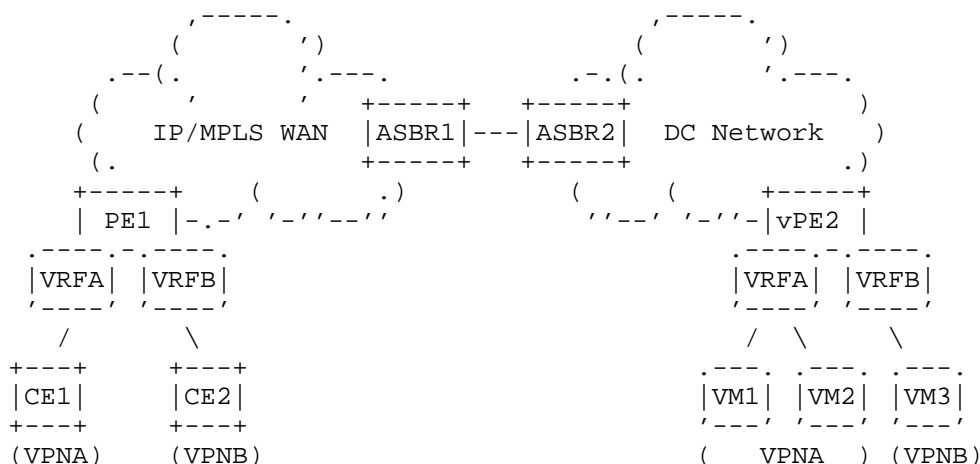 IP/MPLS WAN |ASBR1|---|ASBR2| DC Network
| PE1 | |vPE2 |
|VRFA| |VRFB| |VRFA| |VRFB|
|CE1| |CE2| |VM1| |VM2| |VM3|
(VPNA) (VPNB) ( VPNA ) (VPNB)